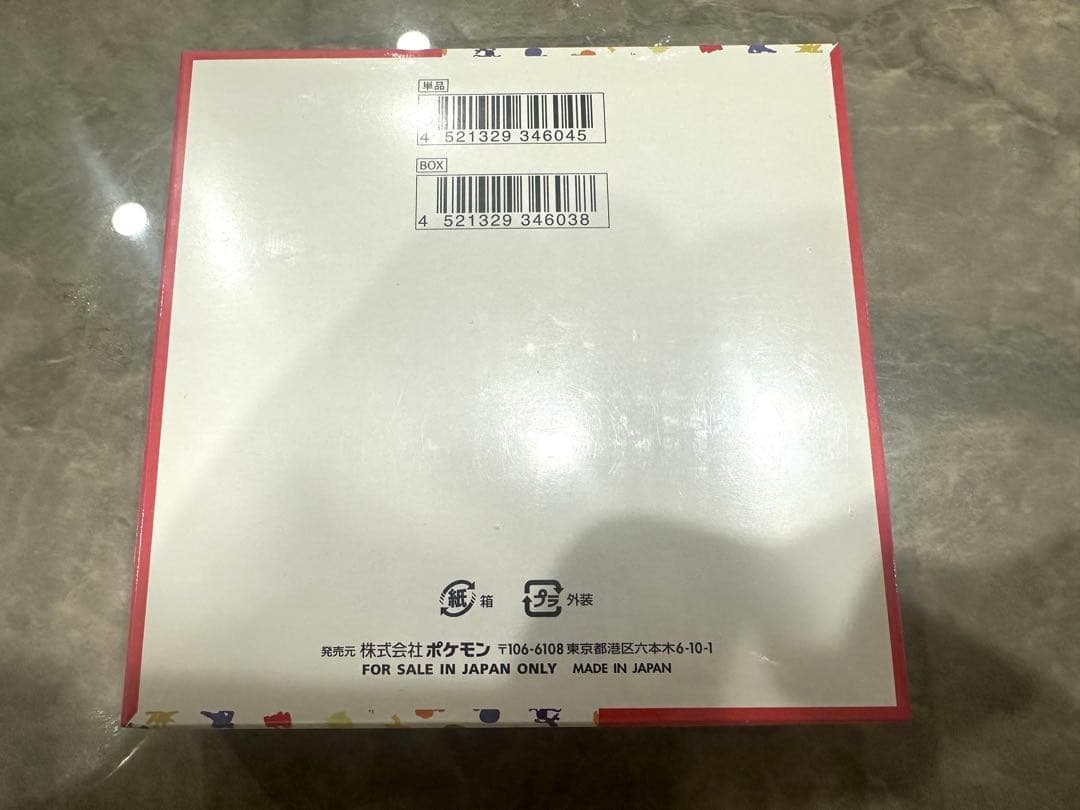 単品
4 521329 346045
BOX
4 521329 346038
紙 箱 プラ 外装
発売元 株式会社ポケモン 〒106-6108 東京都港区六本木6-10-1
FOR SALE IN JAPAN ONLY MADE IN JAPAN